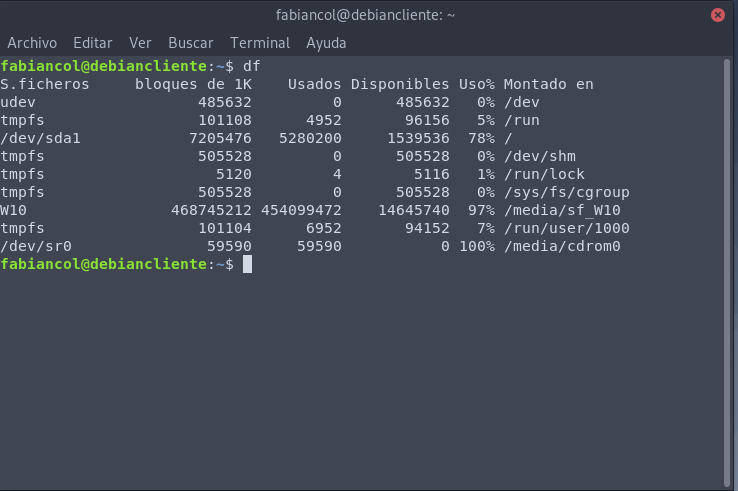 fabiancol@debiancliente: ~
Archivo Editar Ver Buscar Terminal Ayuda
fabiancol@debiancliente:~$ df
S.ficheros     bloques de 1K    Usados Disponibles Uso% Montado en
udev                  485632         0      485632   0% /dev
tmpfs                 101108      4952       96156   5% /run
/dev/sda1            7205476   5280200     1539536  78% /
tmpfs                 505528         0      505528   0% /dev/shm
tmpfs                   5120         4        5116   1% /run/lock
tmpfs                 505528         0      505528   0% /sys/fs/cgroup
W10                468745212 454099472    14645740  97% /media/sf_W10
tmpfs                 101104      6952       94152   7% /run/user/1000
/dev/sr0               59590     59590           0 100% /media/cdrom0
fabiancol@debiancliente:~$